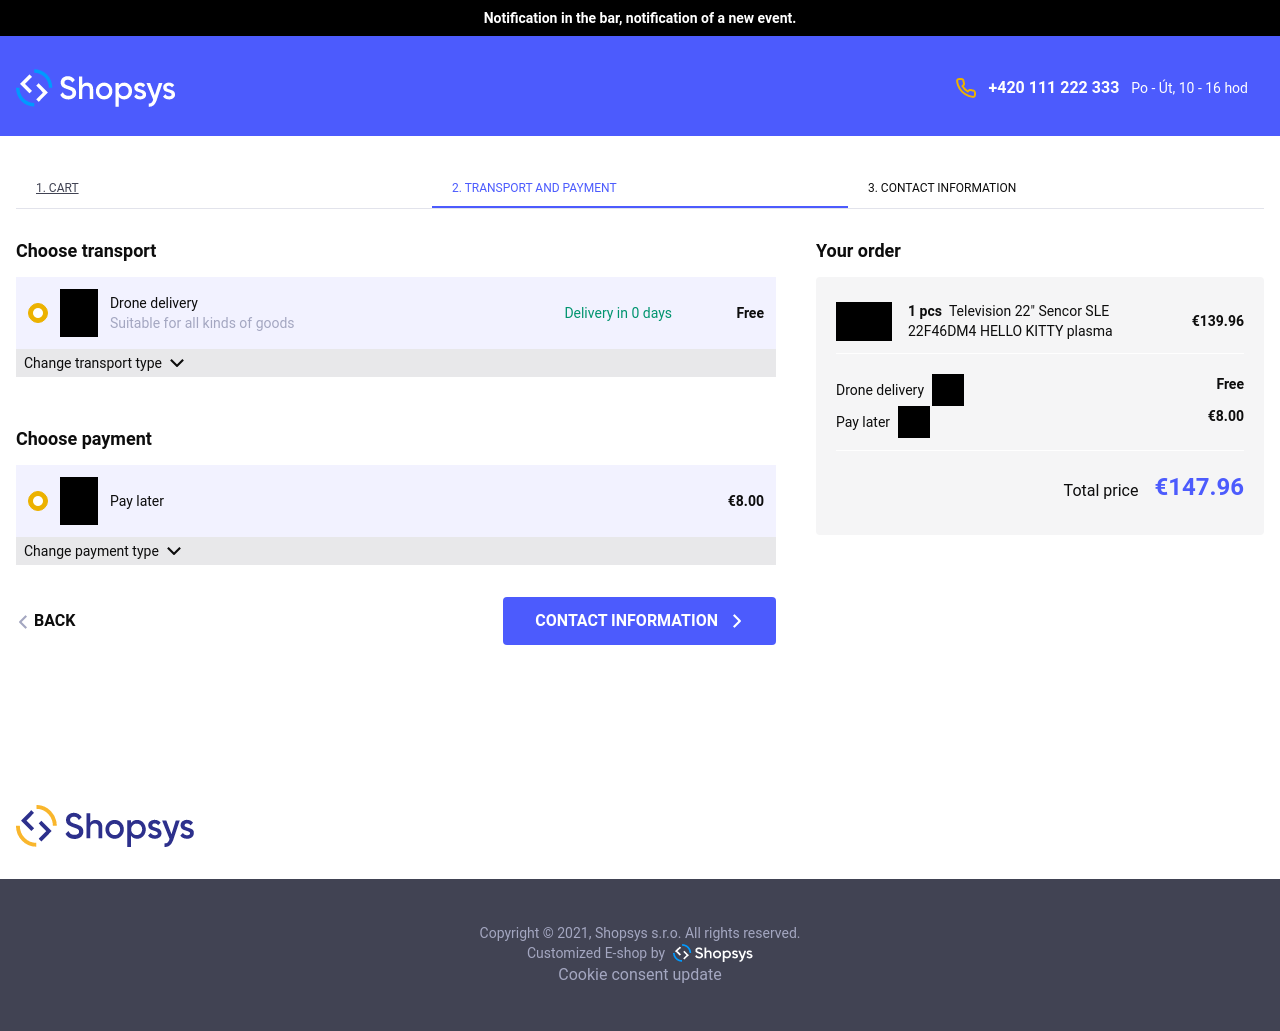 Notification in the bar, notification of a new event.
Shopsys
+420 111 222 333 Po - Út, 10 - 16 hod
1. CART
2. TRANSPORT AND PAYMENT
3. CONTACT INFORMATION
Choose transport
Drone delivery
Suitable for all kinds of goods
Delivery in 0 days
Free
Change transport type
Choose payment
Pay later
€8.00
Change payment type
BACK
CONTACT INFORMATION
Your order
1 pcs Television 22" Sencor SLE
22F46DM4 HELLO KITTY plasma
€139.96
Drone delivery
Free
Pay later
€8.00
Total price €147.96
Shopsys
Copyright © 2021, Shopsys s.r.o. All rights reserved.
Customized E-shop by Shopsys
Cookie consent update